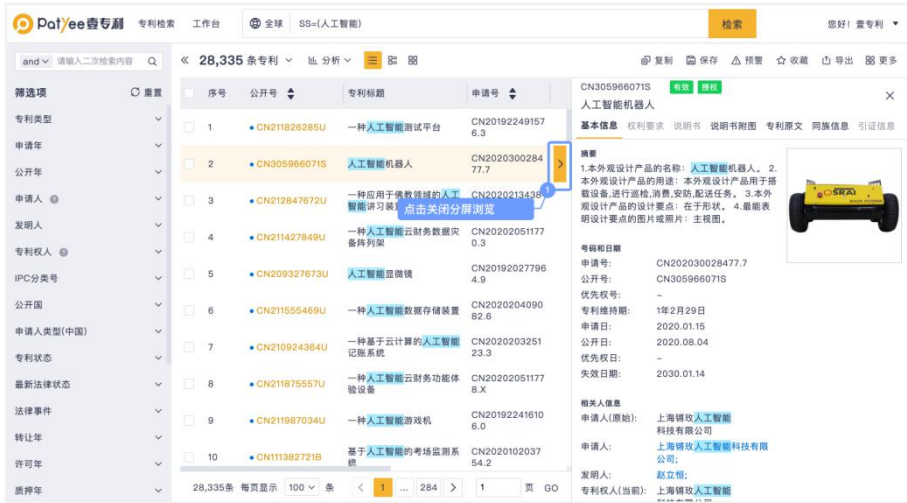 Patyee壹专利 专利检索 工作台 全球 SS=(人工智能) 检索 您好! 壹专利
and 请输入二次检索内容
28,335 条专利 分析 复制 保存 预警 收藏 导出 更多
筛选项 重置
专利类型
申请年
公开年
申请人
发明人
专利权人
IPC分类号
公开国
申请人类型(中国)
专利状态
最新法律状态
法律事件
转让年
许可年
质押年
序号 公开号 专利标题 申请号
1 CN211826285U 一种人工智能测试平台 CN20192249157
6.3
2 CN305966071S 人工智能机器人 CN2020300284
77.7
3 CN212847672U 一种应用于佛教领域的人工
智能讲习装
CN2020213438
点击关闭分屏浏览
1
4 CN211427849U 一种人工智能云财务数据灾
备阵列架
CN20202051177
0.3
5 CN209327673U 人工智能显微镜 CN20192027796
4.9
6 CN211555469U 一种人工智能数据存储装置 CN2020204090
82.6
7 CN210924364U 一种基于云计算的人工智能
记账系统
CN2020203251
23.3
8 CN211875557U 一种人工智能云财务功能体
验设备
CN20202051177
8.X
9 CN211987034U 一种人工智能游戏机 CN20192241610
6.0
10 CN111382721B 基于人工智能的考场监测系
统
CN2020102037
54.2
28,335条 每页显示 100 条 1 ... 284 1 页 GO
CN305966071S 有效 授权
人工智能机器人
基本信息 权利要求 说明书 说明书附图 专利原文 同族信息 引证信息
摘要
1.本外观设计产品的名称：人工智能机器人。 2.
本外观设计产品的用途：本外观设计产品用于搭
载设备,进行巡检,消费,安防,配送任务。 3.本外
观设计产品的设计要点：在于形状。 4.最能表
明设计要点的图片或照片：主视图。
OSRAI
号码和日期
申请号: CN202030028477.7
公开号: CN305966071S
优先权号: –
专利维持期: 1年2月29日
申请日: 2020.01.15
公开日: 2020.08.04
优先权日: –
失效日期: 2030.01.14
相关人信息
申请人(原始): 上海锵玫人工智能
科技有限公司
申请人: 上海锵玫人工智能科技有限
公司;
发明人: 赵立恒;
专利权人(当前): 上海锵玫人工智能